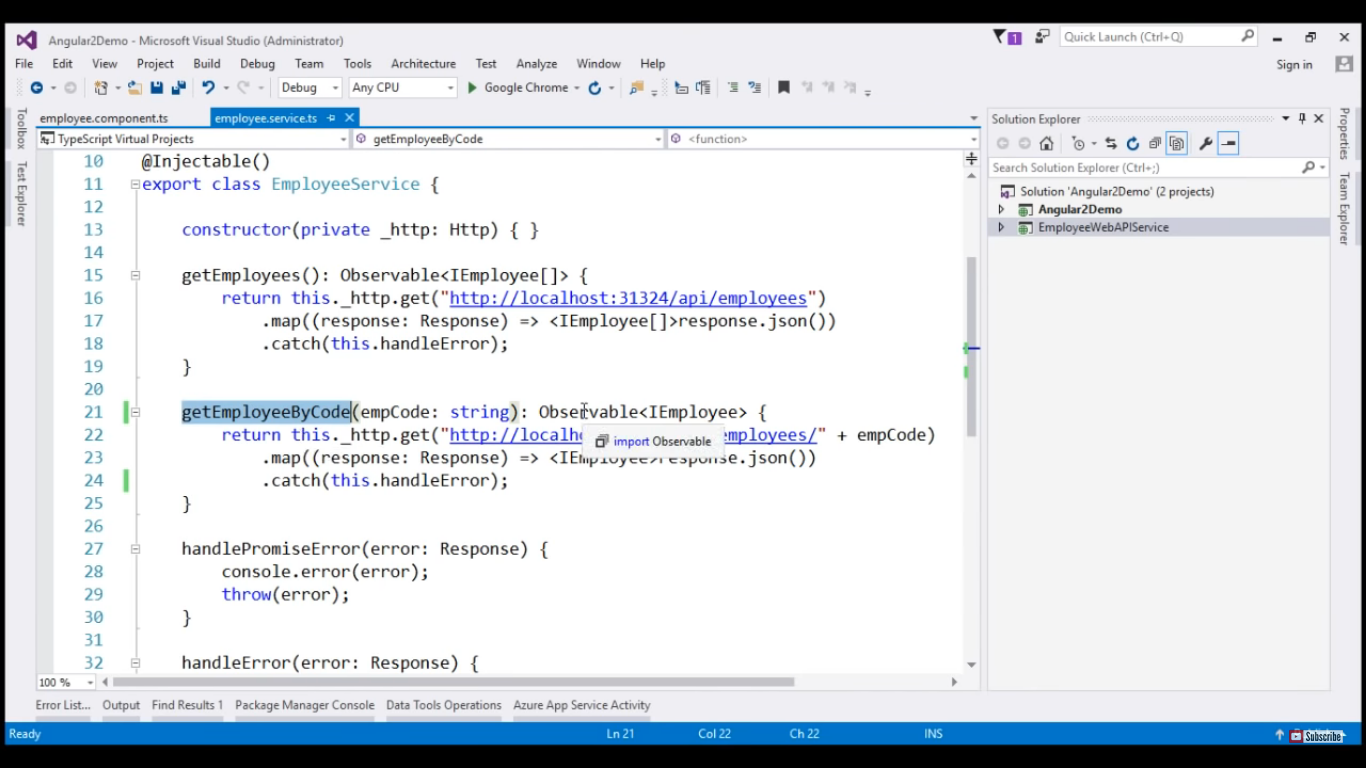 Angular2Demo - Microsoft Visual Studio (Administrator)
1
Quick Launch (Ctrl+Q)
File Edit View Project Build Debug Team Tools Architecture Test Analyze Window Help
Sign in
Debug Any CPU Google Chrome
Toolbox
Test Explorer
employee.component.ts employee.service.ts
TypeScript Virtual Projects getEmployeeByCode <function>
10 @Injectable()
11 export class EmployeeService {
12
13 constructor(private _http: Http) { }
14
15 getEmployees(): Observable<IEmployee[]> {
16 return this._http.get("http://localhost:31324/api/employees")
17 .map((response: Response) => <IEmployee[]>response.json())
18 .catch(this.handleError);
19 }
20
21 getEmployeeByCode(empCode: string): Observable<IEmployee> {
22 return this._http.get("http://localho employees/" + empCode)
import Observable
23 .map((response: Response) => <IEmployee>response.json())
24 .catch(this.handleError);
25 }
26
27 handlePromiseError(error: Response) {
28 console.error(error);
29 throw(error);
30 }
31
32 handleError(error: Response) {
100 %
Solution Explorer
Search Solution Explorer (Ctrl+;)
Solution 'Angular2Demo' (2 projects)
Angular2Demo
EmployeeWebAPIService
Properties
Team Explorer
Error List... Output Find Results 1 Package Manager Console Data Tools Operations Azure App Service Activity
Ready Ln 21 Col 22 Ch 22 INS
Subscribe